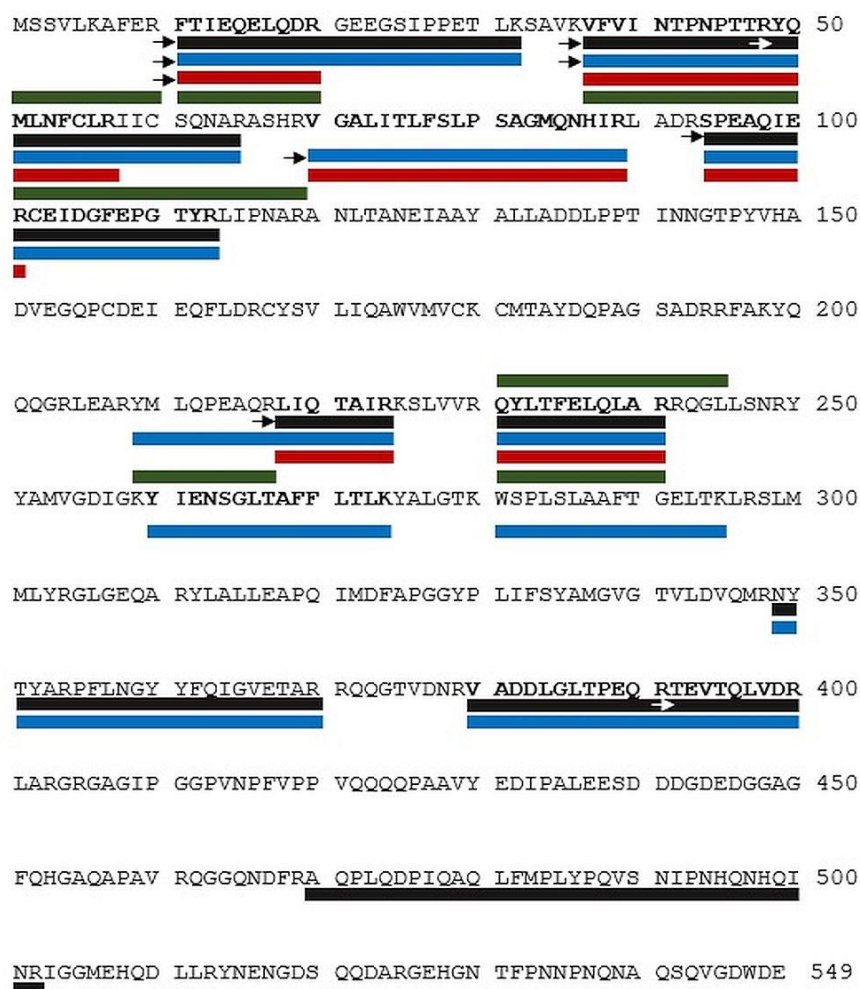 MSSVLKAFER FTIEQELQDR GEEGSIPPET LKSAVKVFVI NTPNPTTRYQ 50
MLNFCLRIIC SQNARASHRV GALITLFSLP SAGMQNHIRL ADRSPEAQIE 100
RCEIDGFEPG TYRLIPNARA NLTANEIAAY ALLADDLPPT INNGTPYVHA 150
DVEGQPCDEI EQFLDRCYSV LIQAWVMVCK CMTAYDQPAG SADRRFAKYQ 200
QQGRLEARYM LQPEAQRLIQ TAIRKSLVVR QYLTFELQLA RRQGLLSNRY 250
YAMVGDIGKY IENSGLTAFF LTLKYALGTK WSPLSLAAFT GELTKLRSLM 300
MLYRGLGEQA RYLALLEAPQ IMDFAPGGYP LIFSYAMGVG TVLDVQMRNY 350
TYARPFLNGY YFQIGVETAR RQQGTVDNRV ADDLGLTPEQ RTEVTQLVDR 400
LARGRGAGIP GGPVNPFVPP VQQQQPAAVY EDIPALEESD DDGDEDGGAG 450
FQHGAQAPAV RQGGQNDFRA QPLQDPIQAQ LFMPLYPQVS NIPNHQNHQI 500
NRIGGMEHQD LLRYNENGDS QQDARGEHGN TFPNNPNQNA QSQVGDWDE 549